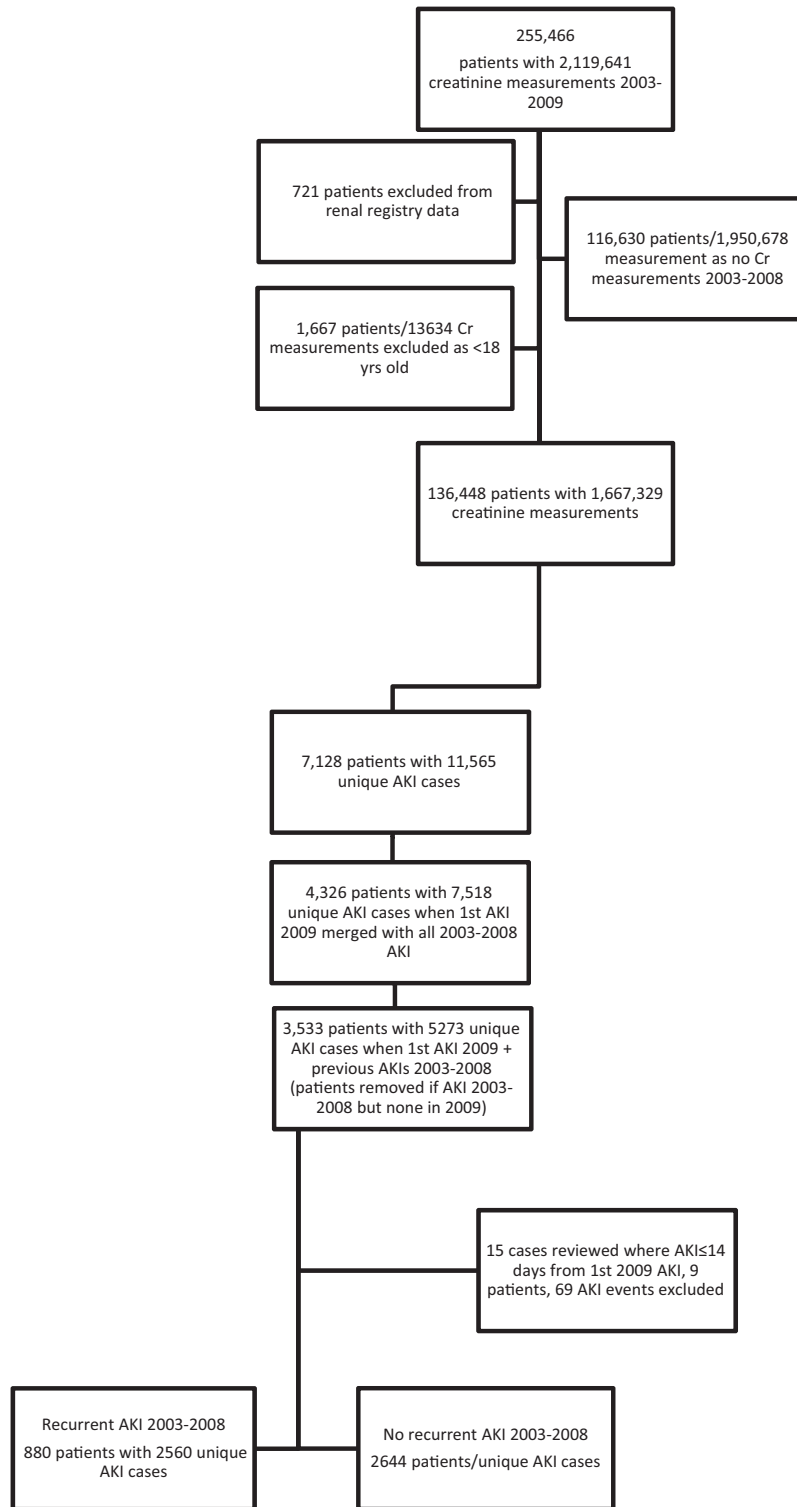 255,466
patients with 2,119,641
creatinine measurements 2003-
2009
721 patients excluded from
renal registry data
116,630 patients/1,950,678
measurement as no Cr
measurements 2003-2008
1,667 patients/13634 Cr
measurements excluded as <18
yrs old
136,448 patients with 1,667,329
creatinine measurements
7,128 patients with 11,565
unique AKI cases
4,326 patients with 7,518
unique AKI cases when 1st AKI
2009 merged with all 2003-2008
AKI
3,533 patients with 5273 unique
AKI cases when 1st AKI 2009 +
previous AKIs 2003-2008
(patients removed if AKI 2003-
2008 but none in 2009)
15 cases reviewed where AKI≤14
days from 1st 2009 AKI, 9
patients, 69 AKI events excluded
Recurrent AKI 2003-2008
880 patients with 2560 unique
AKI cases
No recurrent AKI 2003-2008
2644 patients/unique AKI cases